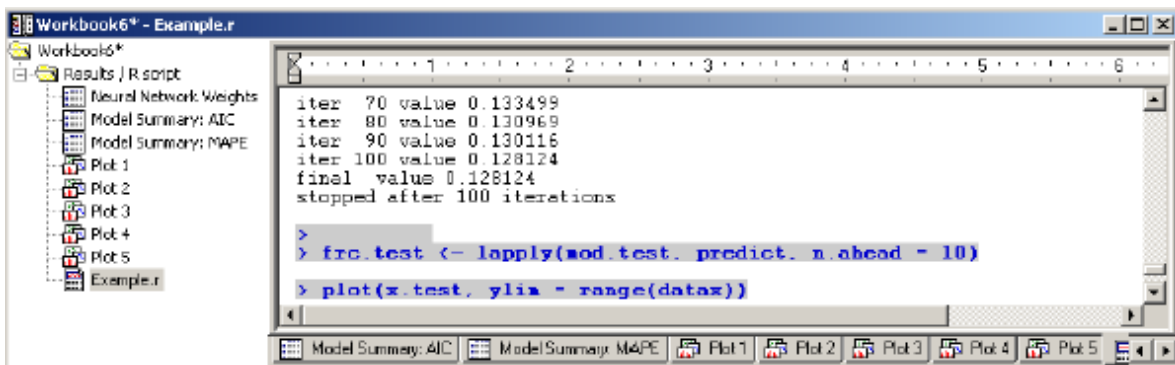 Workbook6* - Example.r
Workbook6*
Results / R script
Neural Network Weights
Model Summary: AIC
Model Summary: MAPE
Plot 1
Plot 2
Plot 3
Plot 4
Plot 5
Example.r
1 2 3 4 5 6
iter 70 value 0.133499
iter 80 value 0.130969
iter 90 value 0.130116
iter 100 value 0.128124
final value 0.128124
stopped after 100 iterations
>
> frc.test <- lapply(mod.test, predict, n.ahead = 10)
> plot(x.test, ylim = range(datax))
Model Summary: AIC Model Summary: MAPE Plot 1 Plot 2 Plot 3 Plot 4 Plot 5